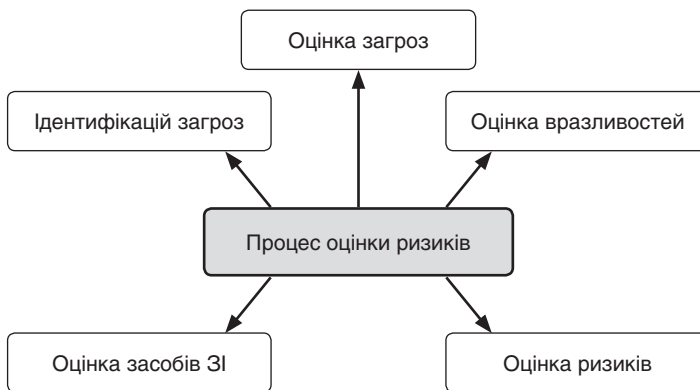 Оцінка загроз
Ідентифікацій загроз
Оцінка вразливостей
Процес оцінки ризиків
Оцінка засобів ЗІ
Оцінка ризиків